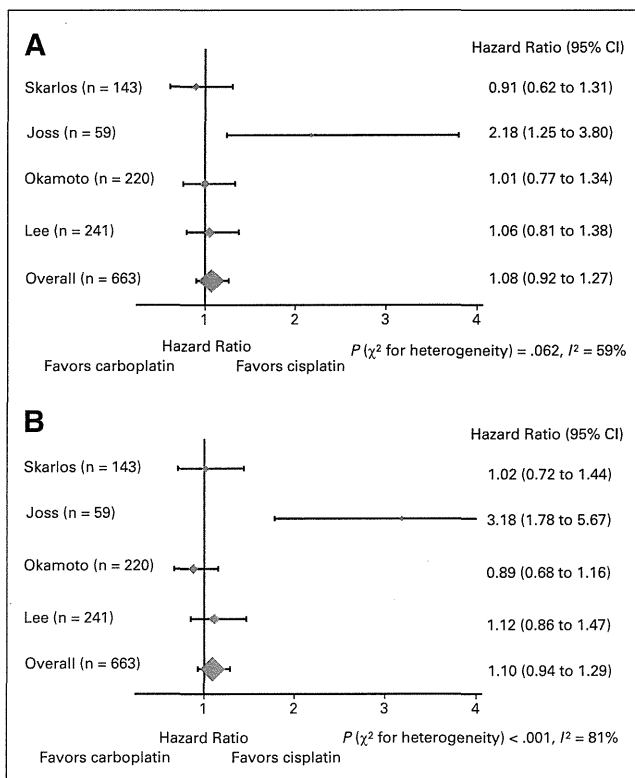 A
Hazard Ratio (95% CI)
Skarlos (n = 143) 0.91 (0.62 to 1.31)
Joss (n = 59) 2.18 (1.25 to 3.80)
Okamoto (n = 220) 1.01 (0.77 to 1.34)
Lee (n = 241) 1.06 (0.81 to 1.38)
Overall (n = 663) 1.08 (0.92 to 1.27)
1 2 3 4
Hazard Ratio
P (χ² for heterogeneity) = .062, I² = 59%
Favors carboplatin Favors cisplatin
B
Hazard Ratio (95% CI)
Skarlos (n = 143) 1.02 (0.72 to 1.44)
Joss (n = 59) 3.18 (1.78 to 5.67)
Okamoto (n = 220) 0.89 (0.68 to 1.16)
Lee (n = 241) 1.12 (0.86 to 1.47)
Overall (n = 663) 1.10 (0.94 to 1.29)
1 2 3 4
Hazard Ratio
P (χ² for heterogeneity) < .001, I² = 81%
Favors carboplatin Favors cisplatin